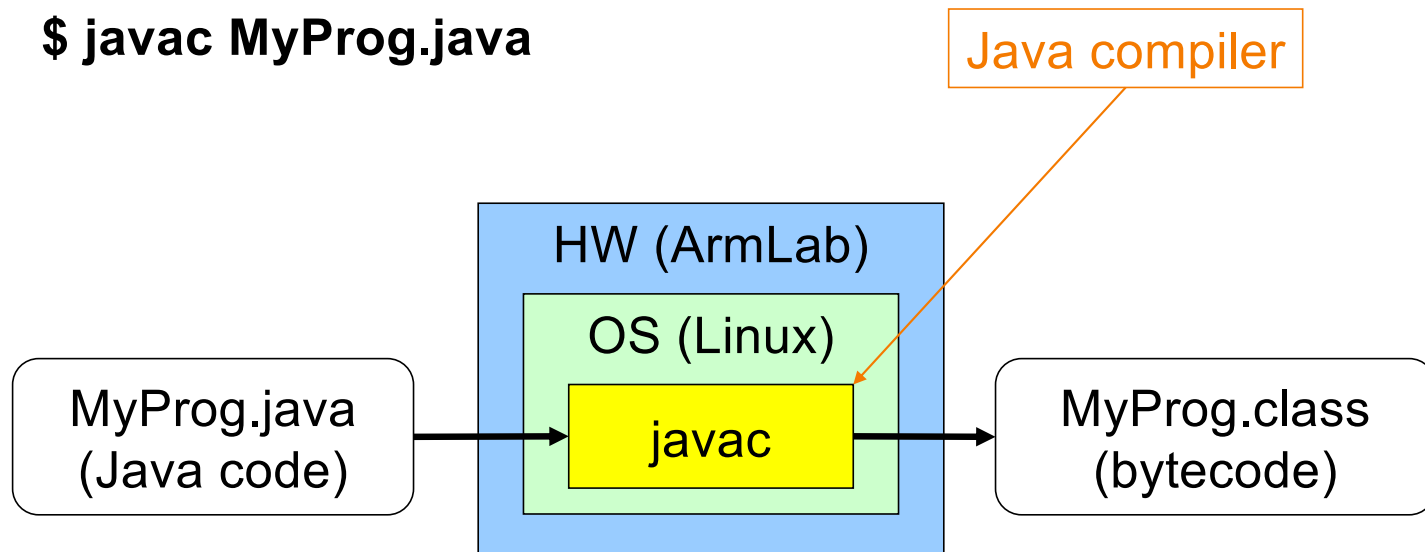 $ javac MyProg.java
Java compiler
HW (ArmLab)
OS (Linux)
MyProg.java
(Java code)
javac
MyProg.class
(bytecode)